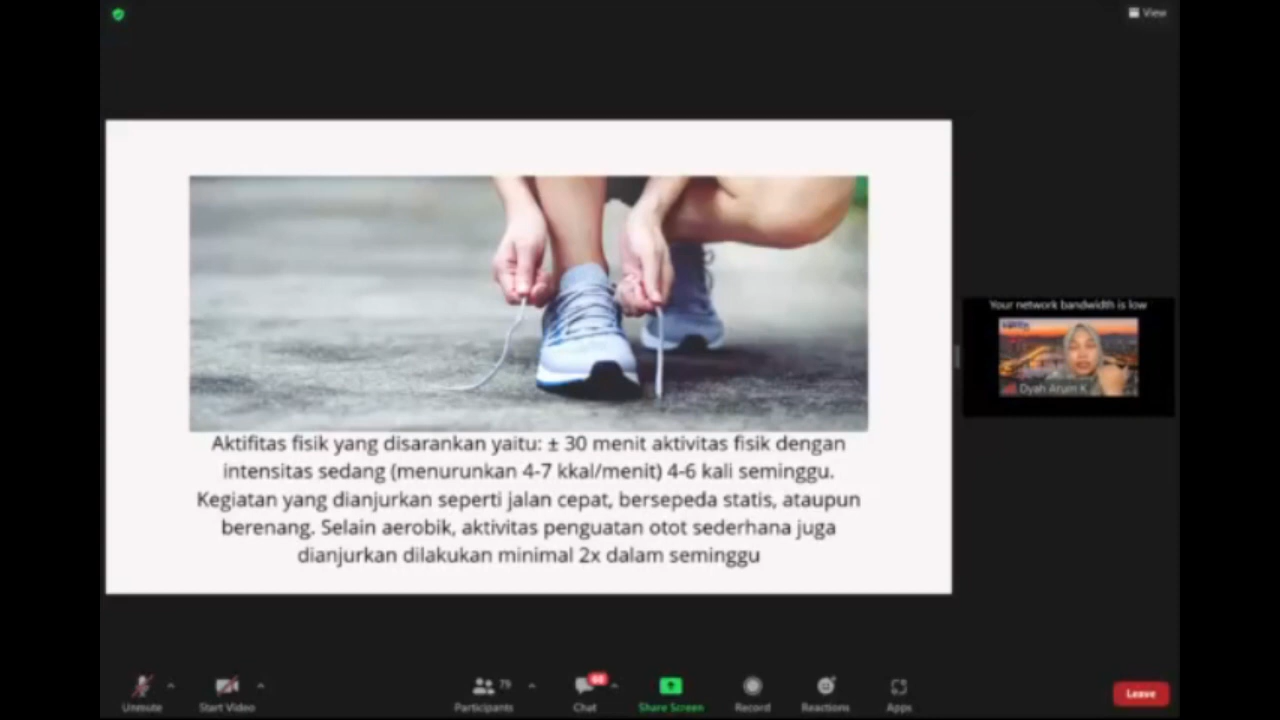 View
Aktifitas fisik yang disarankan yaitu: ± 30 menit aktivitas fisik dengan
intensitas sedang (menurunkan 4-7 kkal/menit) 4-6 kali seminggu.
Kegiatan yang dianjurkan seperti jalan cepat, bersepeda statis, ataupun
berenang. Selain aerobik, aktivitas penguatan otot sederhana juga
dianjurkan dilakukan minimal 2x dalam seminggu
Your network bandwidth is low
Dyah Arum K
79
Unmute
Start Video
Participants
Chat
Share Screen
Record
Reactions
Apps
Leave